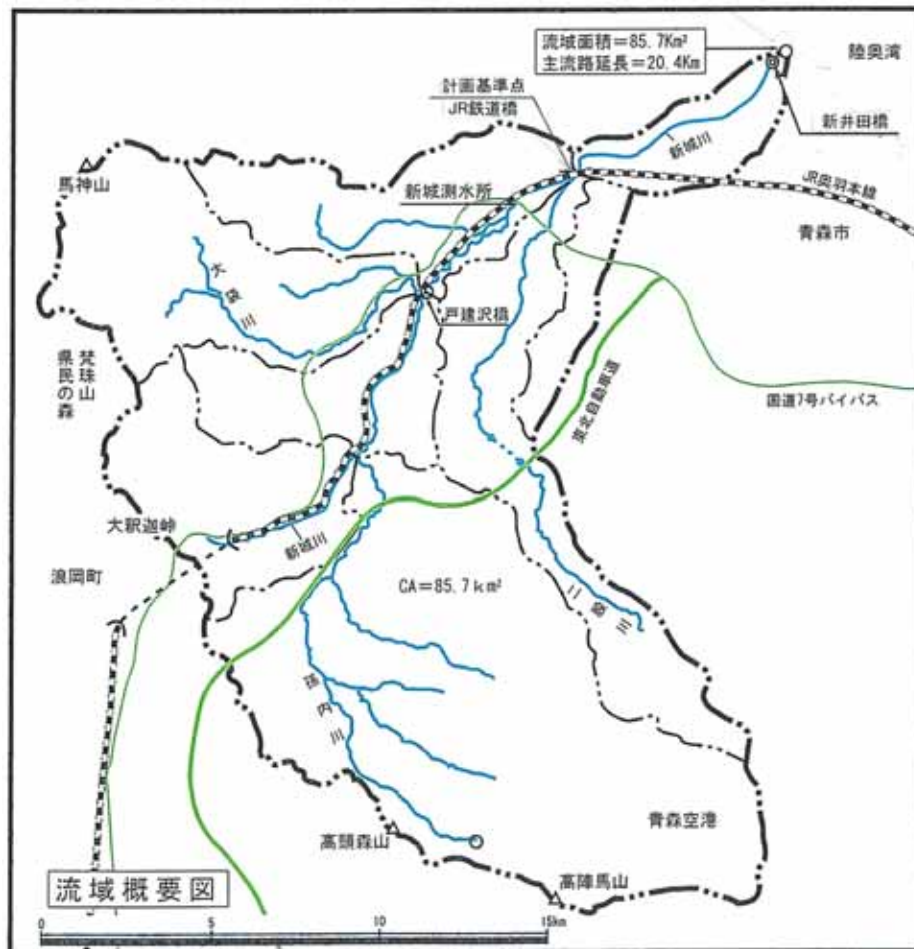 流域面積＝85.7Km²
主流路延長＝20.4Km
陸奥湾
計画基準点
JR鉄道橋
新井田橋
新城川
馬神山
新城測水所
JR奥羽本線
青森市
大釈川
戸建沢橋
梵珠山
県民の森
東北自動車道
国道7号バイパス
大釈迦峠
新城川
浪岡町
CA＝85.7ｋｍ²
孫内川
青森空港
高頭森山
高陣馬山
流域概要図
0
5
10
15km